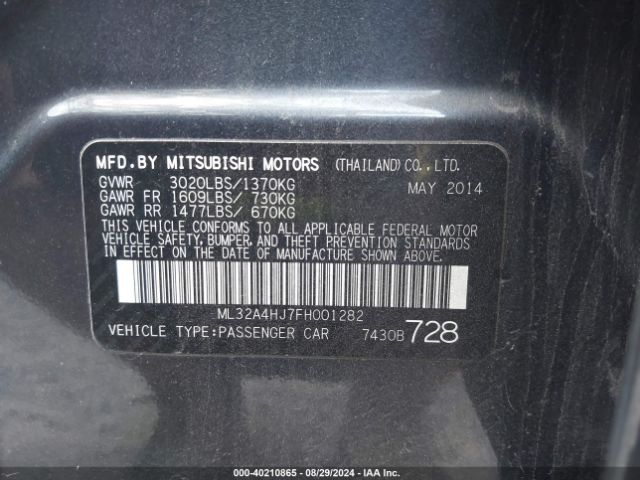 MFD.BY MITSUBISHI MOTORS (THAILAND) CO.,LTD.
GVWR 3020LBS/1370KG MAY 2014
GAWR FR 1609LBS/ 730KG
GAWR RR 1477LBS/ 670KG
THIS VEHICLE CONFORMS TO ALL APPLICABLE FEDERAL MOTOR
VEHICLE SAFETY, BUMPER, AND THEFT PREVENTION STANDARDS
IN EFFECT ON THE DATE OF MANUFACTURE SHOWN ABOVE.
ML32A4HJ7FH001282
VEHICLE TYPE:PASSENGER CAR 7430B 728
000-40210865 - 08/29/2024 - IAA Inc.